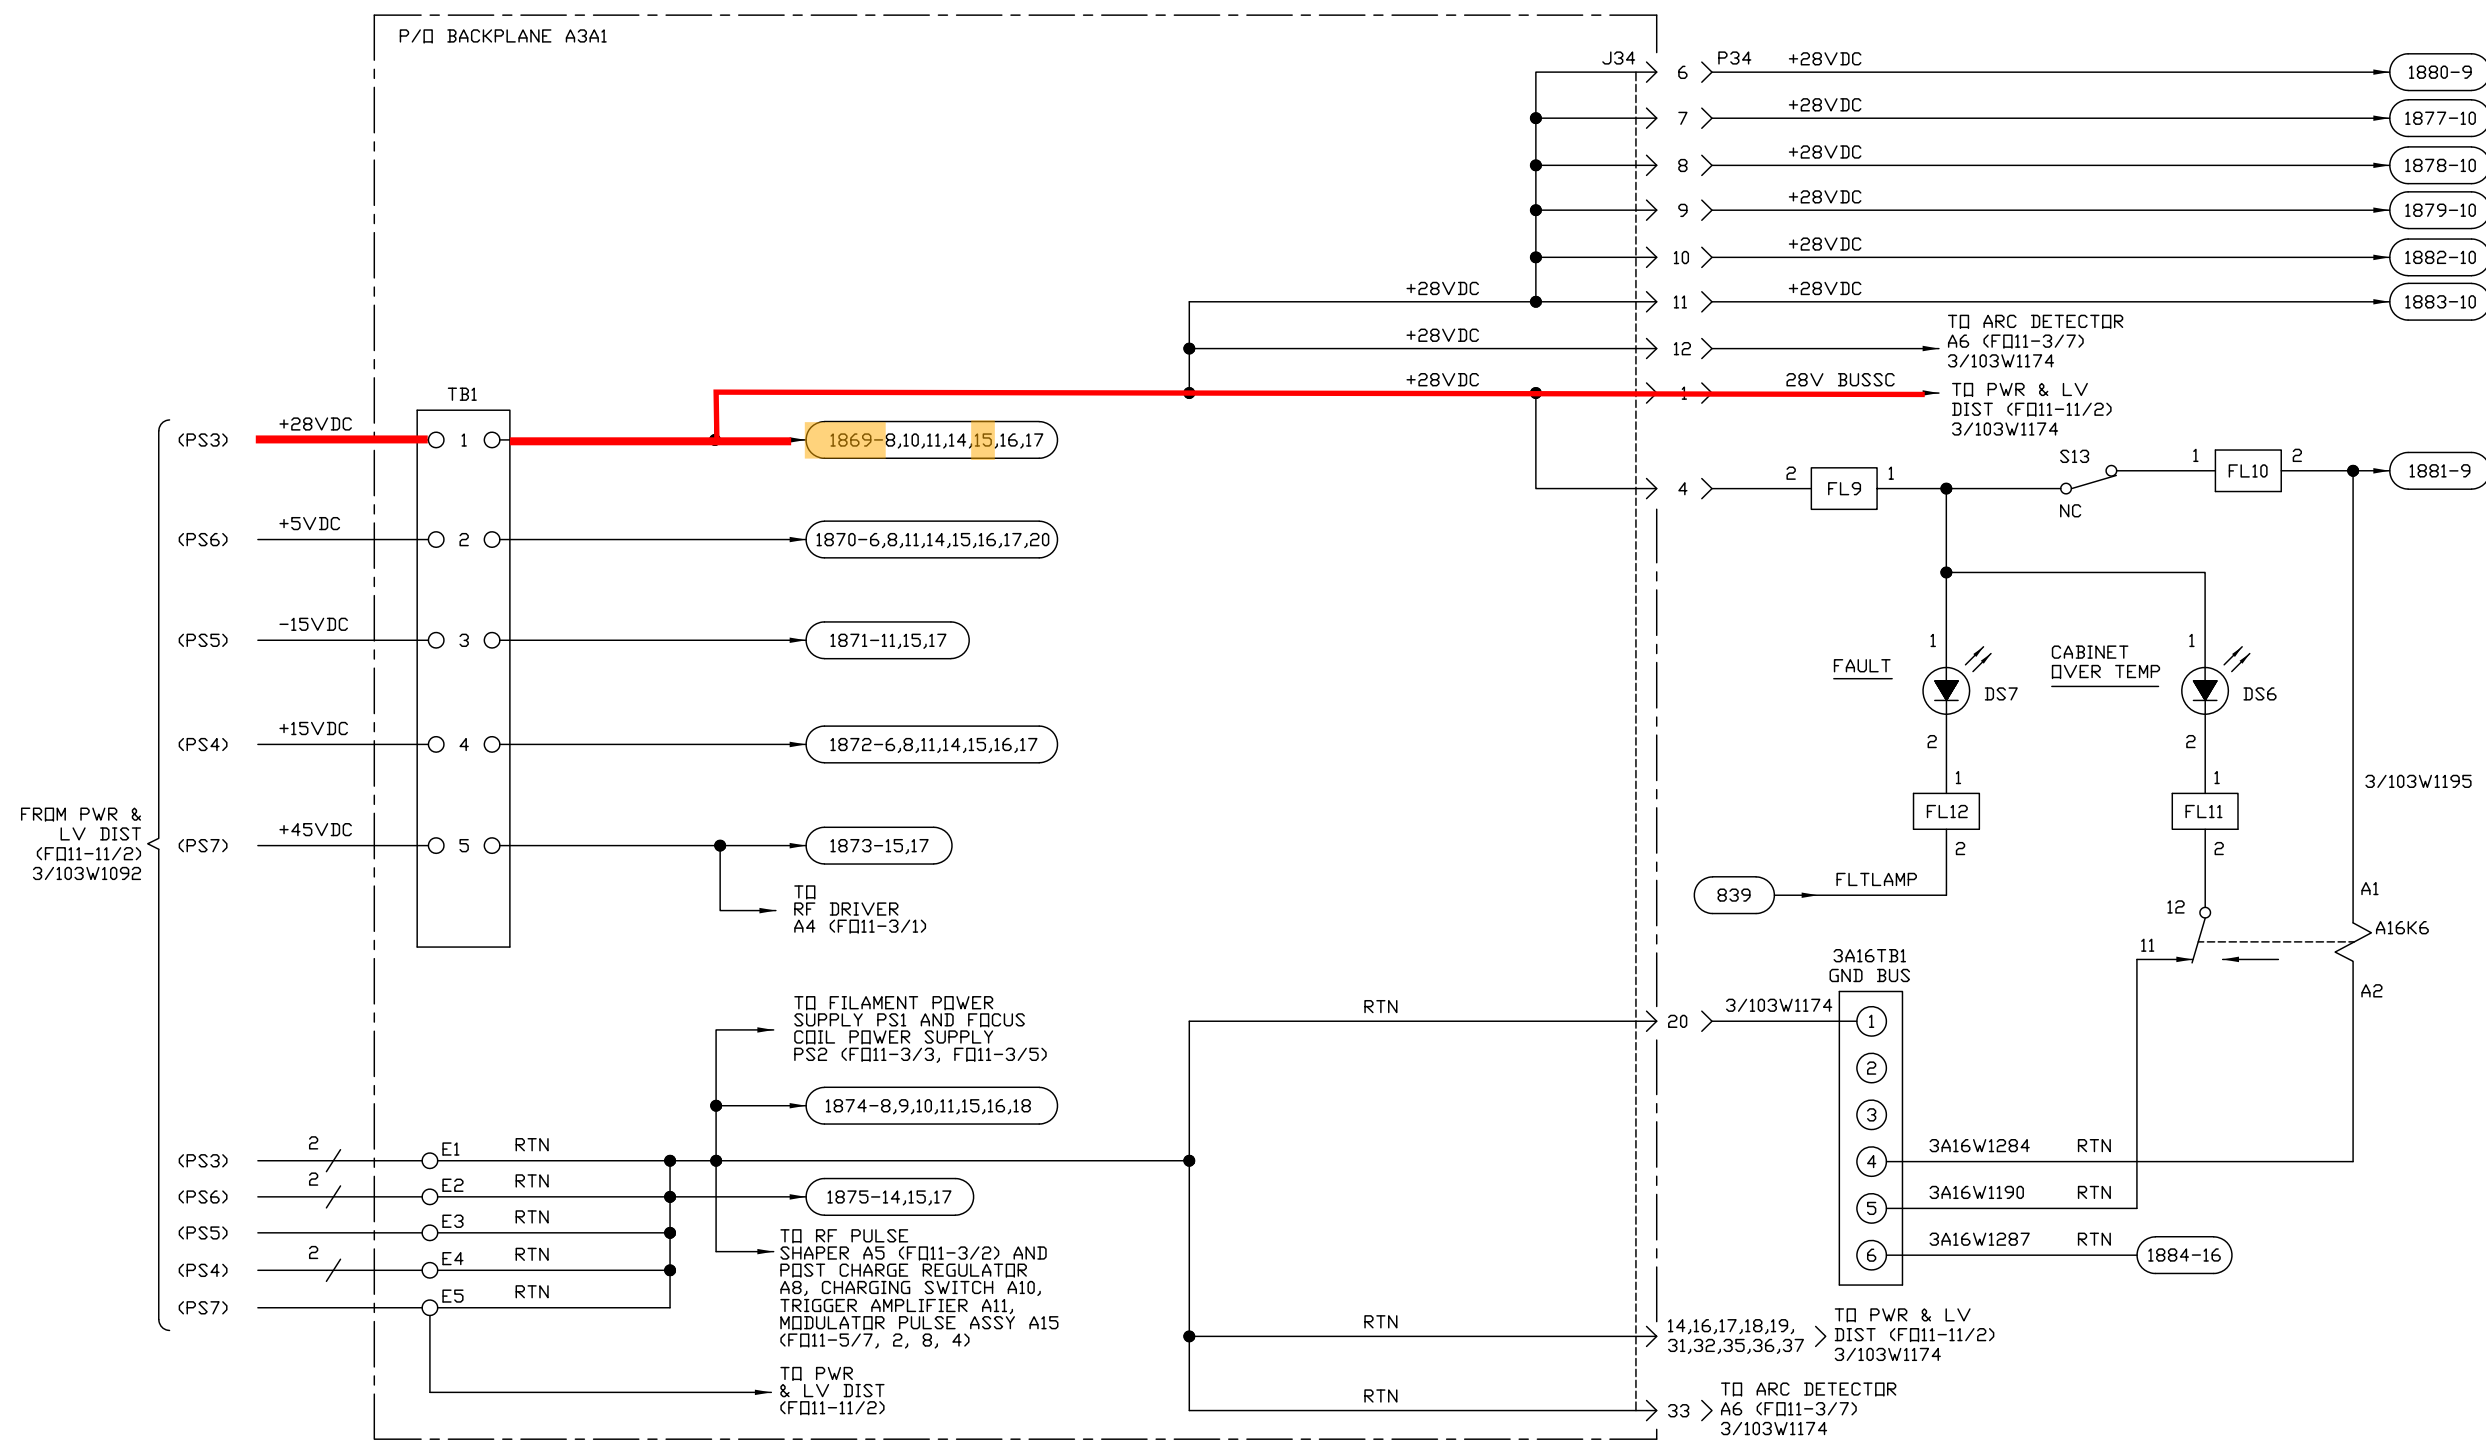 P/O BACKPLANE A3A1
J34
6
P34
+28VDC
1880-9
7
+28VDC
1877-10
8
+28VDC
1878-10
9
+28VDC
1879-10
10
+28VDC
1882-10
+28VDC
11
+28VDC
1883-10
+28VDC
12
TO ARC DETECTOR
A6 (FO11-3/7)
3/103W1174
+28VDC
1
28V BUSSC
TO PWR & LV
DIST (FO11-11/2)
3/103W1174
TB1
(PS3)
+28VDC
1
1869-8,10,11,14,15,16,17
4
2
FL9
1
S13
NC
1
FL10
2
1881-9
(PS6)
+5VDC
2
1870-6,8,11,14,15,16,17,20
(PS5)
-15VDC
3
1871-11,15,17
FAULT
1
DS7
2
CABINET
OVER TEMP
1
DS6
2
(PS4)
+15VDC
4
1872-6,8,11,14,15,16,17
1
FL12
2
1
FL11
2
3/103W1195
FROM PWR &
LV DIST
(FO11-11/2)
3/103W1092
(PS7)
+45VDC
5
1873-15,17
TO
RF DRIVER
A4 (FO11-3/1)
839
FLTLAMP
12
11
A1
A16K6
A2
3A16TB1
GND BUS
TO FILAMENT POWER
SUPPLY PS1 AND FOCUS
COIL POWER SUPPLY
PS2 (FO11-3/3, FO11-3/5)
RTN
20
3/103W1174
1
2
3
1874-8,9,10,11,15,16,18
(PS3)
2
E1
RTN
4
3A16W1284
RTN
(PS6)
2
E2
RTN
1875-14,15,17
5
3A16W1190
RTN
(PS5)
E3
RTN
6
3A16W1287
RTN
1884-16
(PS4)
2
E4
RTN
(PS7)
E5
RTN
TO RF PULSE
SHAPER A5 (FO11-3/2) AND
POST CHARGE REGULATOR
A8, CHARGING SWITCH A10,
TRIGGER AMPLIFIER A11,
MODULATOR PULSE ASSY A15
(FO11-5/7, 2, 8, 4)
RTN
14,16,17,18,19,
31,32,35,36,37
TO PWR & LV
DIST (FO11-11/2)
3/103W1174
TO PWR
& LV DIST
(FO11-11/2)
RTN
33
TO ARC DETECTOR
A6 (FO11-3/7)
3/103W1174